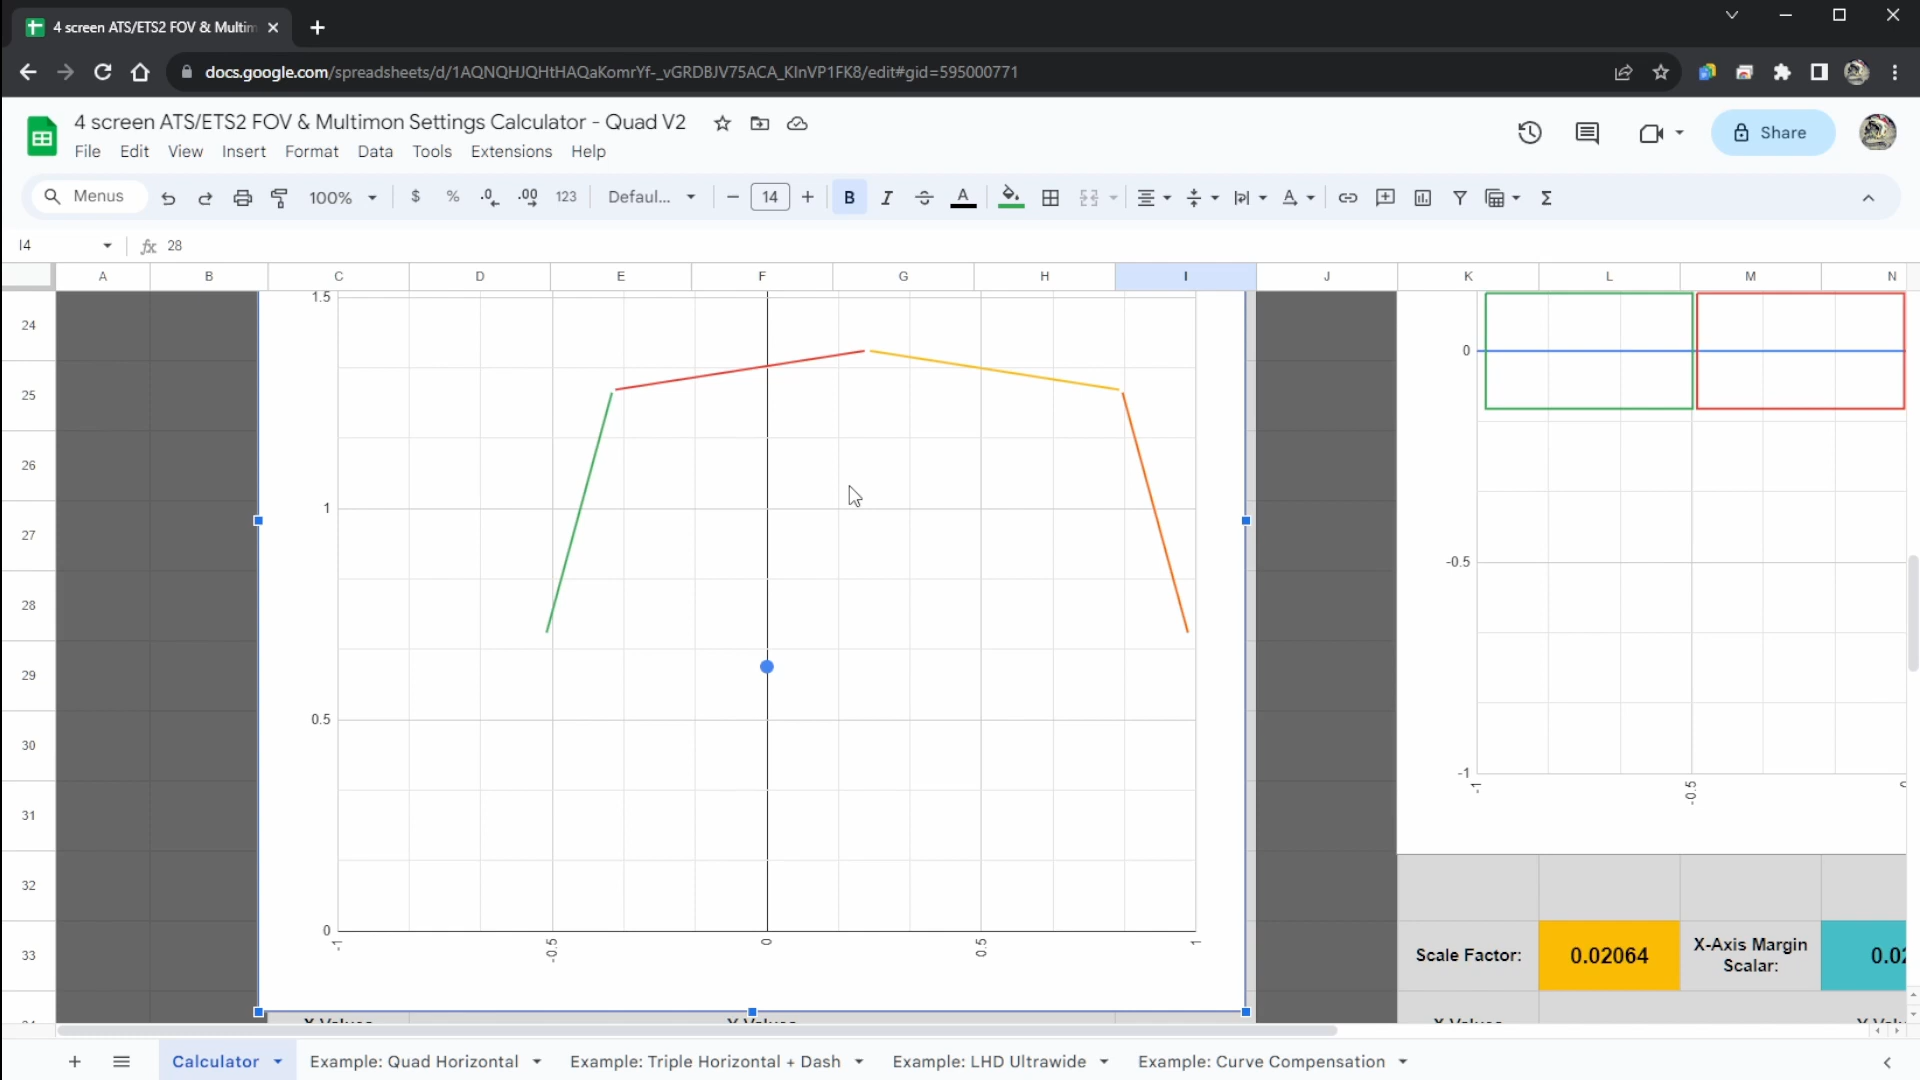 4 screen ATS/ETS2 FOV & Multim
docs.google.com/spreadsheets/d/1AQNQHJQHtHAQaKomrYf-_vGRDBJV75ACA_KInVP1FK8/edit#gid=595000771
4 screen ATS/ETS2 FOV & Multimon Settings Calculator - Quad V2
File Edit View Insert Format Data Tools Extensions Help
Share
Menus 100% $ % .0 .00 123 Defaul... 14 B I A
I4 fx 28
A B C D E F G H I J K L M N
24
25
26
27
28
29
30
31
32
33
1.5
1
0.5
0
-1 -0.5 0 0.5 1
0
-0.5
-1
-1 -0.5
Scale Factor: 0.02064 X-Axis Margin Scalar:
X Values Y Values X Values
Calculator Example: Quad Horizontal Example: Triple Horizontal + Dash Example: LHD Ultrawide Example: Curve Compensation